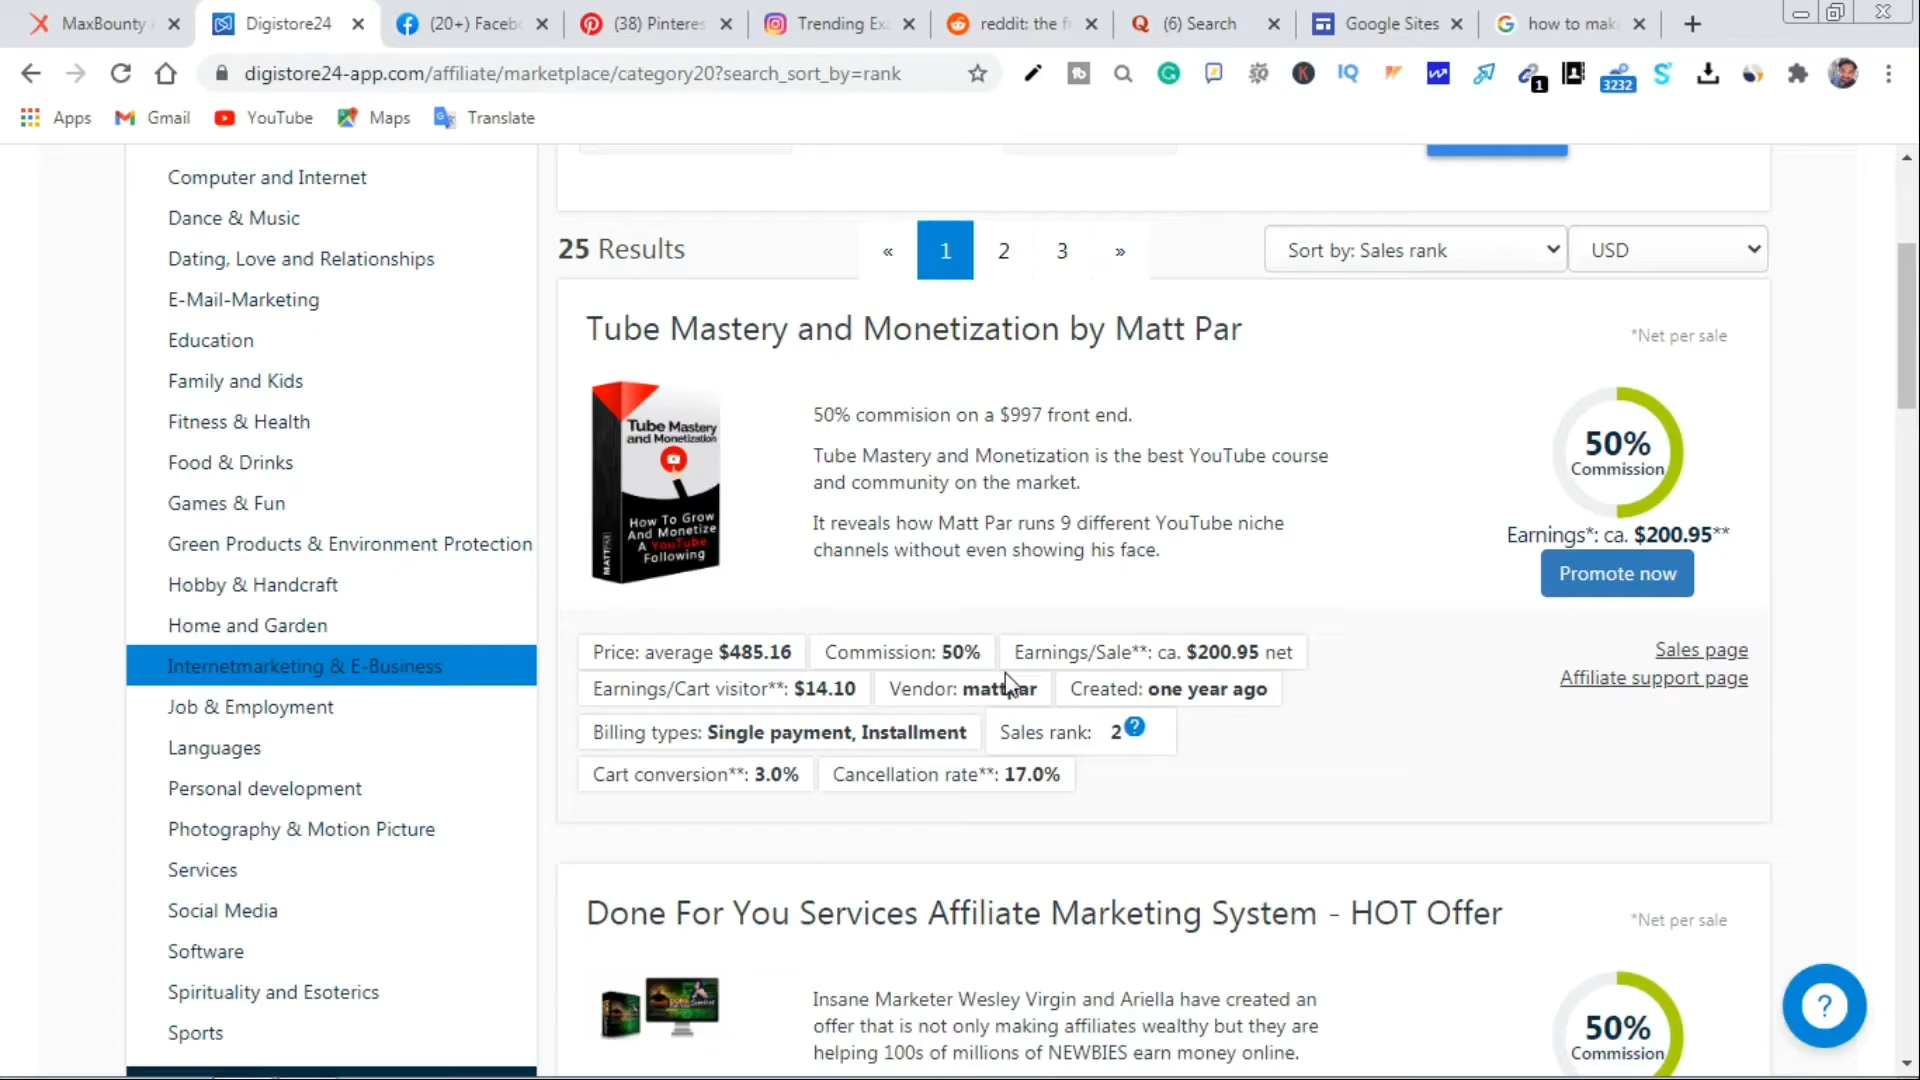 MaxBounty
Digistore24
(20+) Faceb
(38) Pinteres
Trending Ex
reddit: the f
(6) Search
Google Sites
how to mak
digistore24-app.com/affiliate/marketplace/category20?search_sort_by=rank
IQ
1
3232
Apps
Gmail
YouTube
Maps
Translate
Computer and Internet
Dance & Music
Dating, Love and Relationships
E-Mail-Marketing
Education
Family and Kids
Fitness & Health
Food & Drinks
Games & Fun
Green Products & Environment Protection
Hobby & Handcraft
Home and Garden
Internetmarketing & E-Business
Job & Employment
Languages
Personal development
Photography & Motion Picture
Services
Social Media
Software
Spirituality and Esoterics
Sports
25 Results
« 1 2 3 »
Sort by: Sales rank
USD
Tube Mastery and Monetization by Matt Par
*Net per sale
Tube Mastery
and Monetization
How To Grow
And Monetize
A YouTube
Following
MATT PAR
50% commision on a $997 front end.
Tube Mastery and Monetization is the best YouTube course
and community on the market.
It reveals how Matt Par runs 9 different YouTube niche
channels without even showing his face.
50%
Commission
Earnings*: ca. $200.95**
Promote now
Price: average $485.16
Commission: 50%
Earnings/Sale**: ca. $200.95 net
Earnings/Cart visitor**: $14.10
Vendor: mattpar
Created: one year ago
Billing types: Single payment, Installment
Sales rank: 2 ?
Cart conversion**: 3.0%
Cancellation rate**: 17.0%
Sales page
Affiliate support page
Done For You Services Affiliate Marketing System - HOT Offer
*Net per sale
Insane Marketer Wesley Virgin and Ariella have created an
offer that is not only making affiliates wealthy but they are
helping 100s of millions of NEWBIES earn money online.
50%
Commission
?